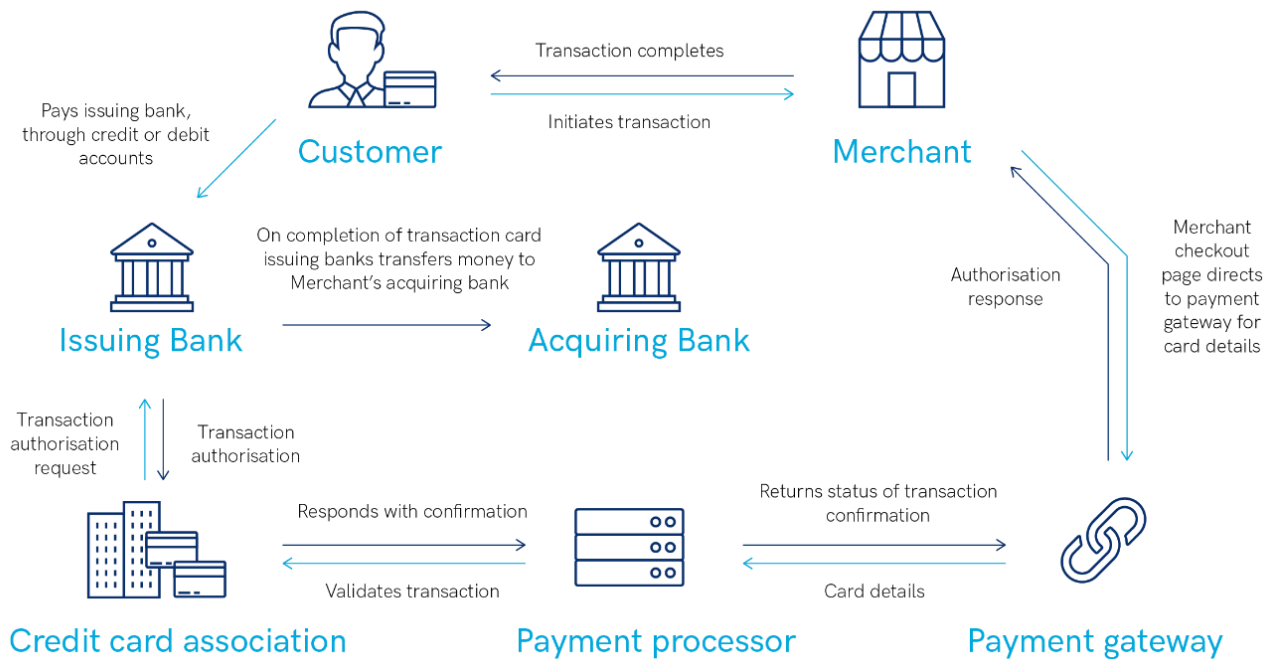 Transaction completes
Initiates transaction
Customer
Merchant
Pays issuing bank,
through credit or debit
accounts
On completion of transaction card
issuing banks transfers money to
Merchant's acquiring bank
Issuing Bank
Acquiring Bank
Authorisation
response
Merchant
checkout
page directs
to payment
gateway for
card details
Transaction
authorisation
request
Transaction
authorisation
Responds with confirmation
Validates transaction
Returns status of transaction
confirmation
Card details
Credit card association
Payment processor
Payment gateway